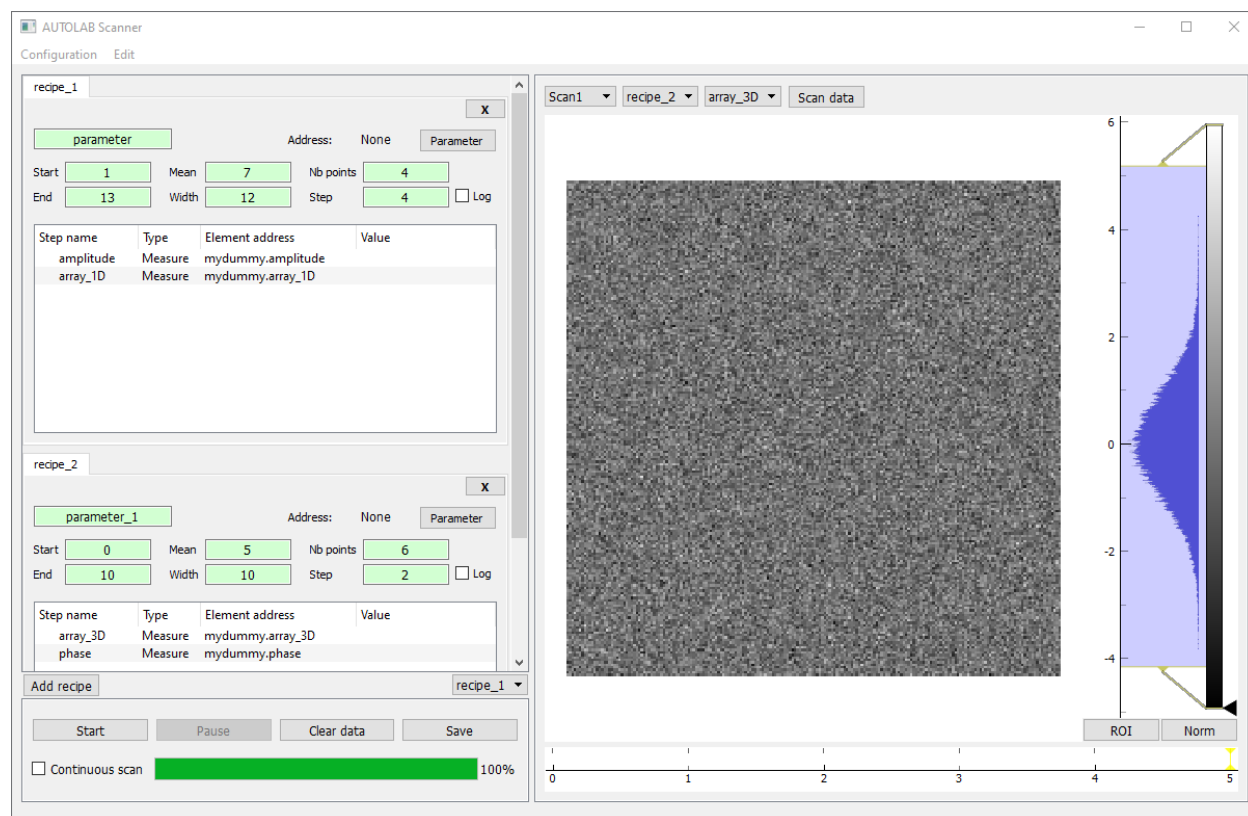 AUTOLAB Scanner
Configuration Edit
recipe_1
X
parameter Address: None Parameter
Start 1 Mean 7 Nb points 4
End 13 Width 12 Step 4 Log
Step name Type Element address Value
amplitude Measure mydummy.amplitude
array_1D Measure mydummy.array_1D
recipe_2
X
parameter_1 Address: None Parameter
Start 0 Mean 5 Nb points 6
End 10 Width 10 Step 2 Log
Step name Type Element address Value
array_3D Measure mydummy.array_3D
phase Measure mydummy.phase
Add recipe recipe_1
Start Pause Clear data Save
Continuous scan 100%
Scan1 recipe_2 array_3D Scan data
6
4
2
0
-2
-4
ROI Norm
0 1 2 3 4 5